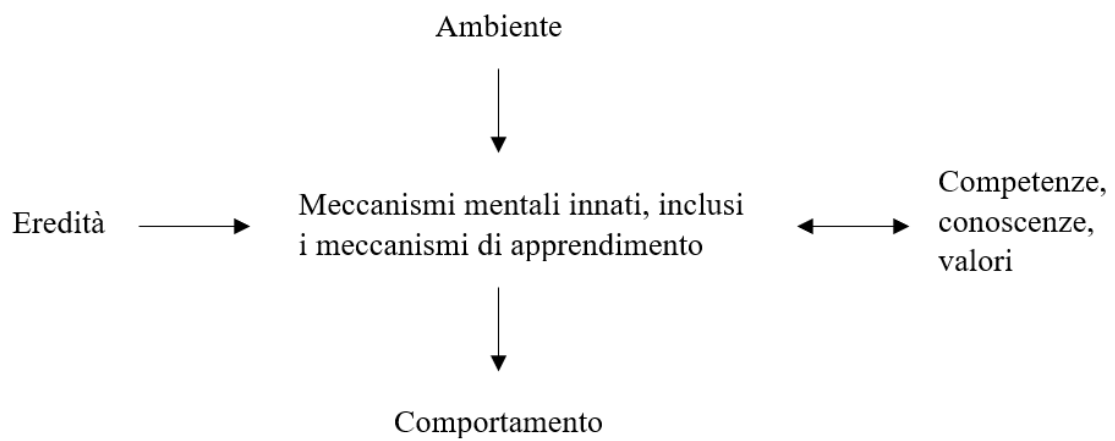 Ambiente
Eredità
Meccanismi mentali innati, inclusi
i meccanismi di apprendimento
Competenze,
conoscenze,
valori
Comportamento